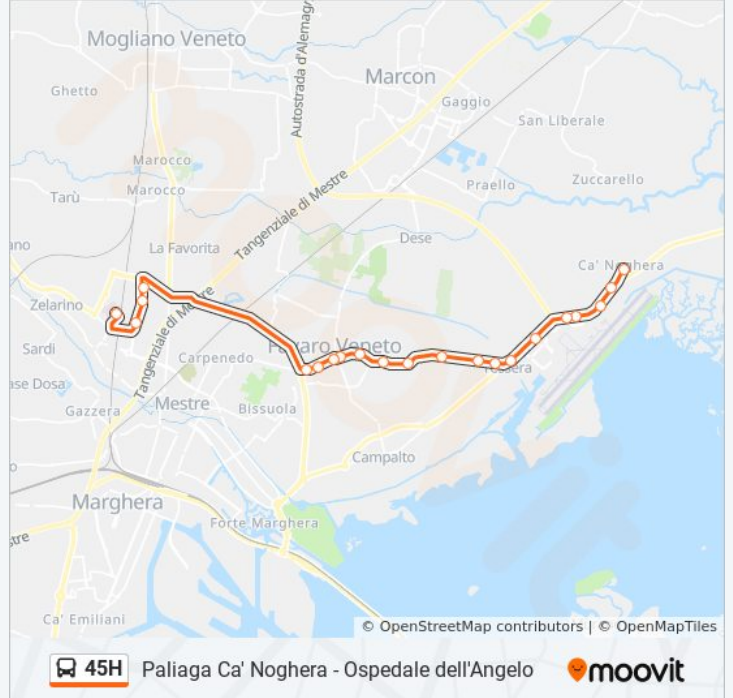 Mogliano Veneto
Ghetto
Marcon
Gaggio
San Liberale
Autostrada d'Alemag
Marocco
Marocco
Tarù
Tangenziale di Mestre
Praello
Zuccarello
ano
La Favorita
Dese
Ca' Noghera
Zelarino
Tangenziale di Mestre
Sardi
Carpenedo
Favaro Veneto
Tessera
ase Dosa
Gazzera
Mestre
Bissuola
Campalto
Marghera
Forte Marghera
stre
Ca' Emiliani
© OpenStreetMap contributors | © OpenMapTiles
45H Paliaga Ca' Noghera - Ospedale dell'Angelo moovit